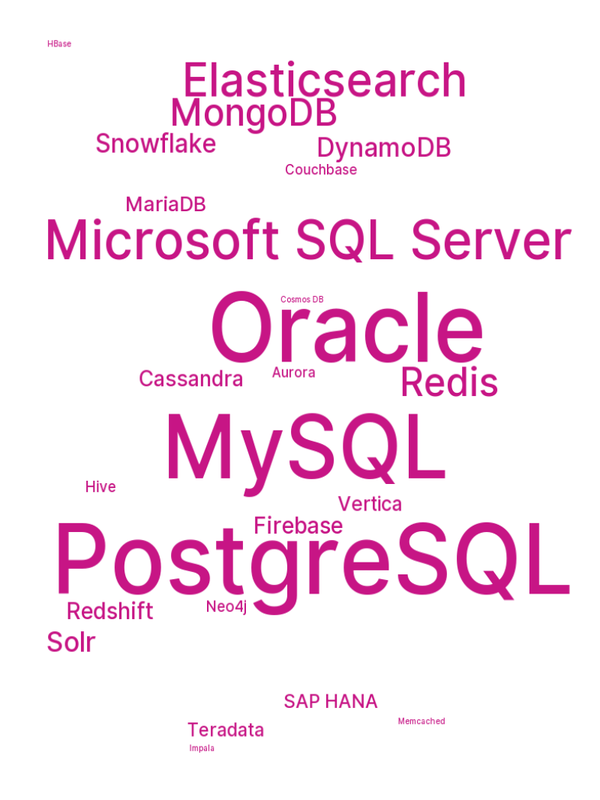 HBase
Elasticsearch
MongoDB
Snowflake
DynamoDB
Couchbase
MariaDB
Microsoft SQL Server
Cosmos DB
Oracle
Aurora
Cassandra
Redis
MySQL
Hive
Vertica
Firebase
PostgreSQL
Neo4j
Redshift
Solr
SAP HANA
Memcached
Teradata
Impala